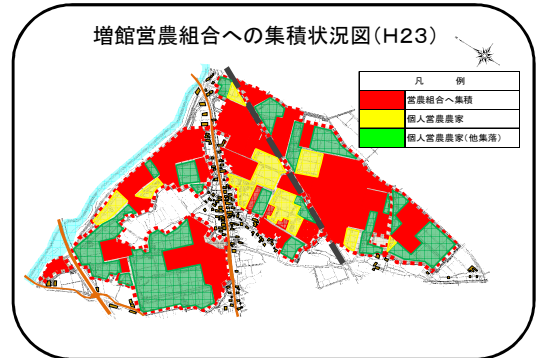 増館営農組合への集積状況図(H23)
凡 例
営農組合へ集積
個人営農農家
個人営農農家(他集落)